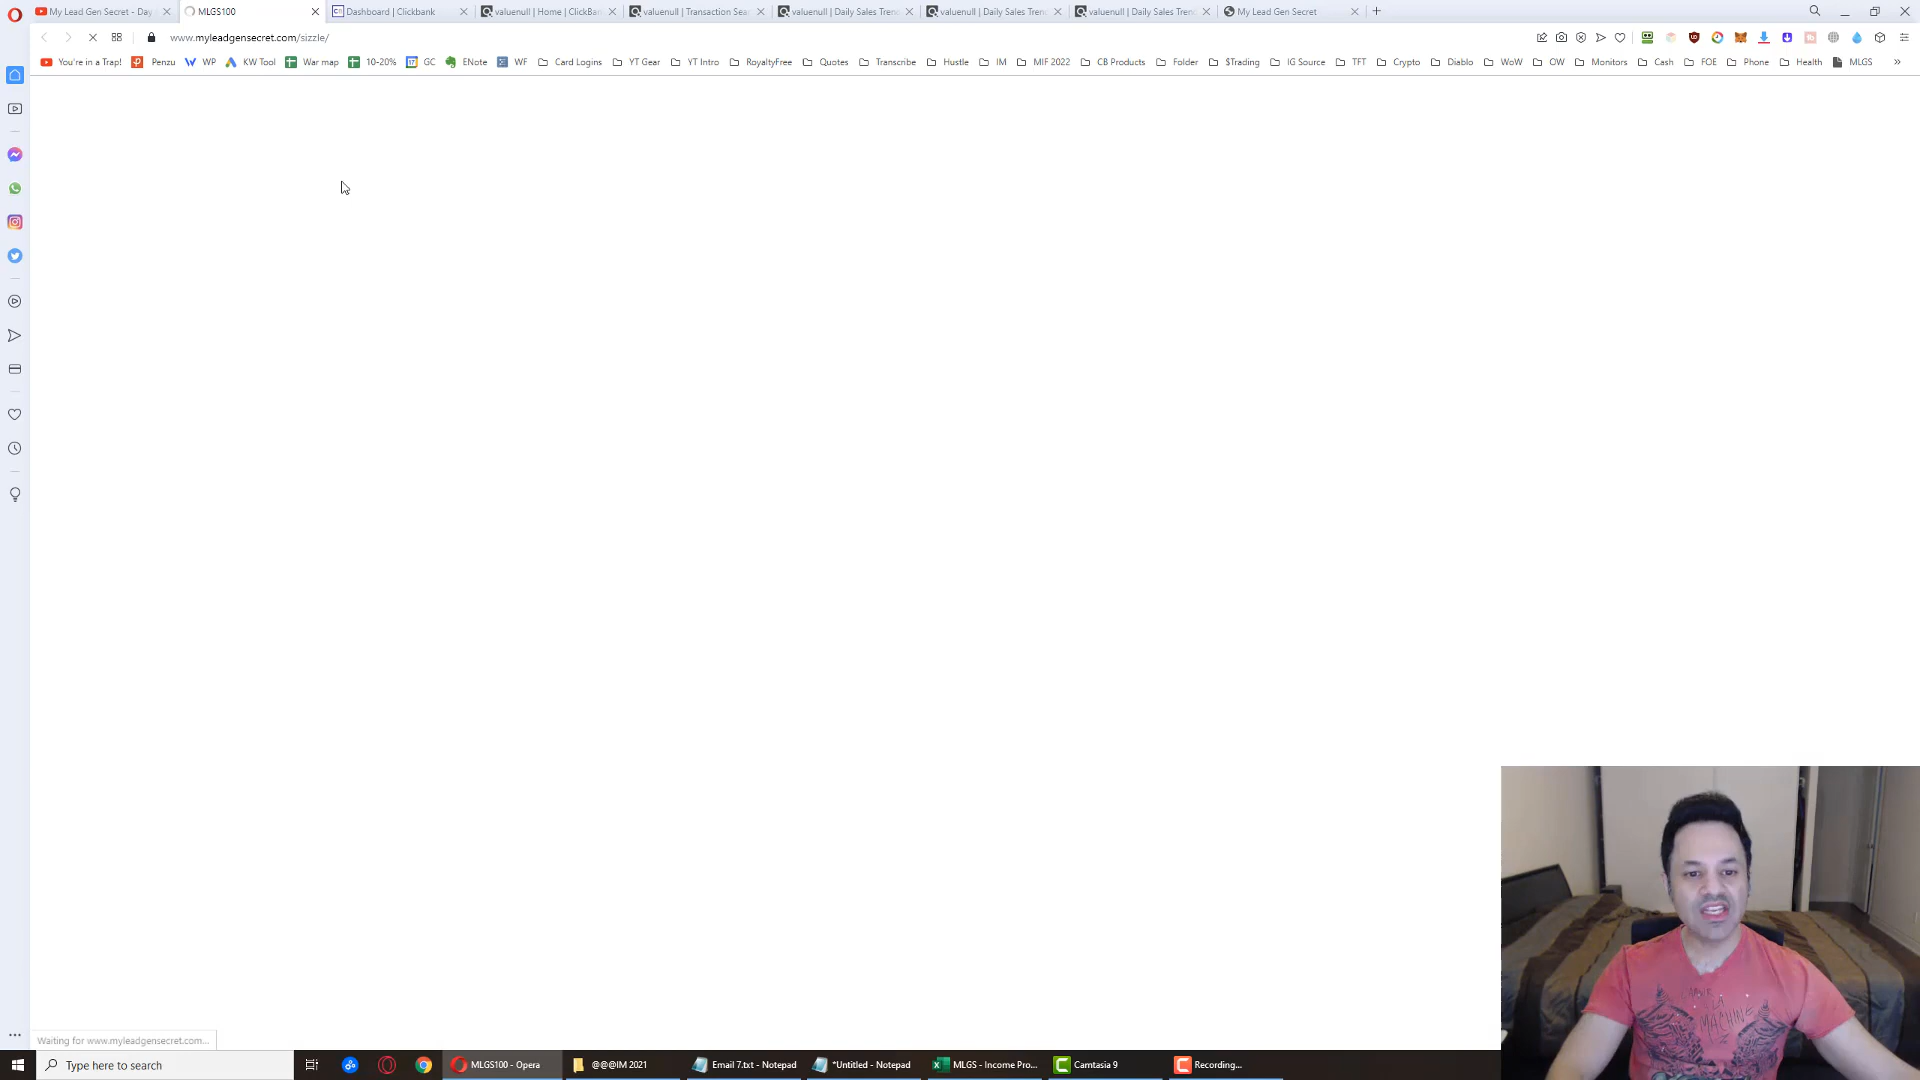 My Lead Gen Secret - Day
MLGS100
Dashboard | Clickbank
valuenull | Home | ClickBan
valuenull | Transaction Sea
valuenull | Daily Sales Tren
valuenull | Daily Sales Tren
valuenull | Daily Sales Tren
My Lead Gen Secret
www.myleadgensecret.com/sizzle/
You're in a Trap!
Penzu
WP
KW Tool
War map
10-20%
GC
ENote
WF
Card Logins
YT Gear
YT Intro
RoyaltyFree
Quotes
Transcribe
Hustle
IM
MIF 2022
CB Products
Folder
$Trading
IG Source
TFT
Crypto
Diablo
WoW
OW
Monitors
Cash
FOE
Phone
Health
MLGS
MACHINE
Waiting for www.myleadgensecret.com...
Type here to search
MLGS100 - Opera
@@@IM 2021
Email 7.txt - Notepad
*Untitled - Notepad
MLGS - Income Pro...
Camtasia 9
Recording...